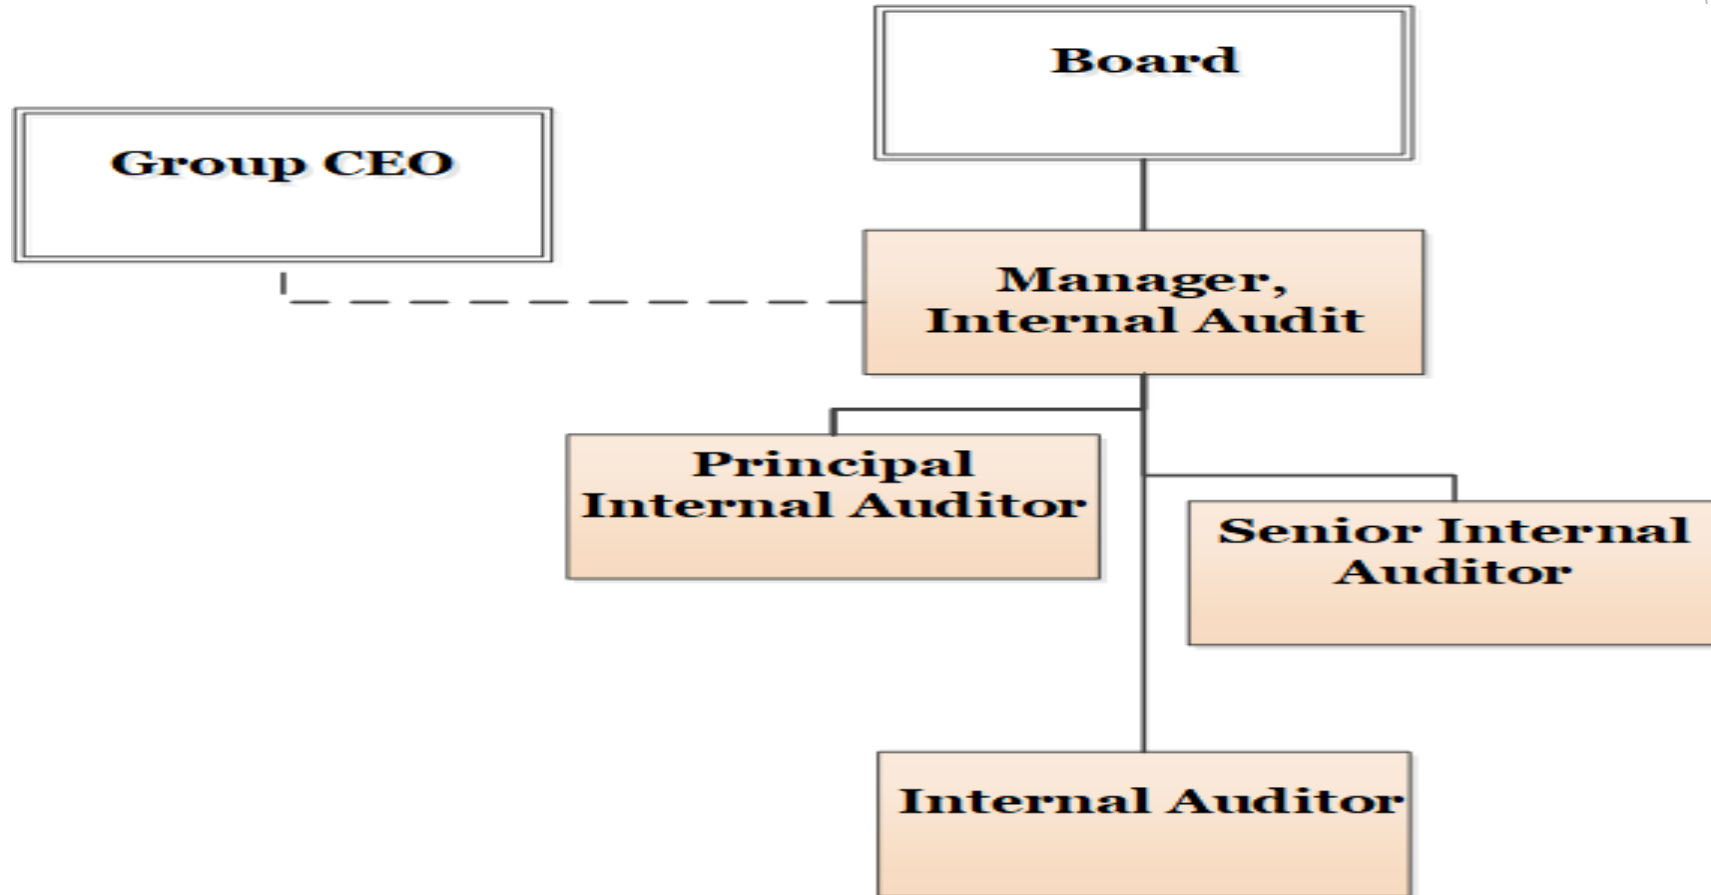 Board
Group CEO
Manager,
Internal Audit
Principal
Internal Auditor
Senior Internal
Auditor
Internal Auditor